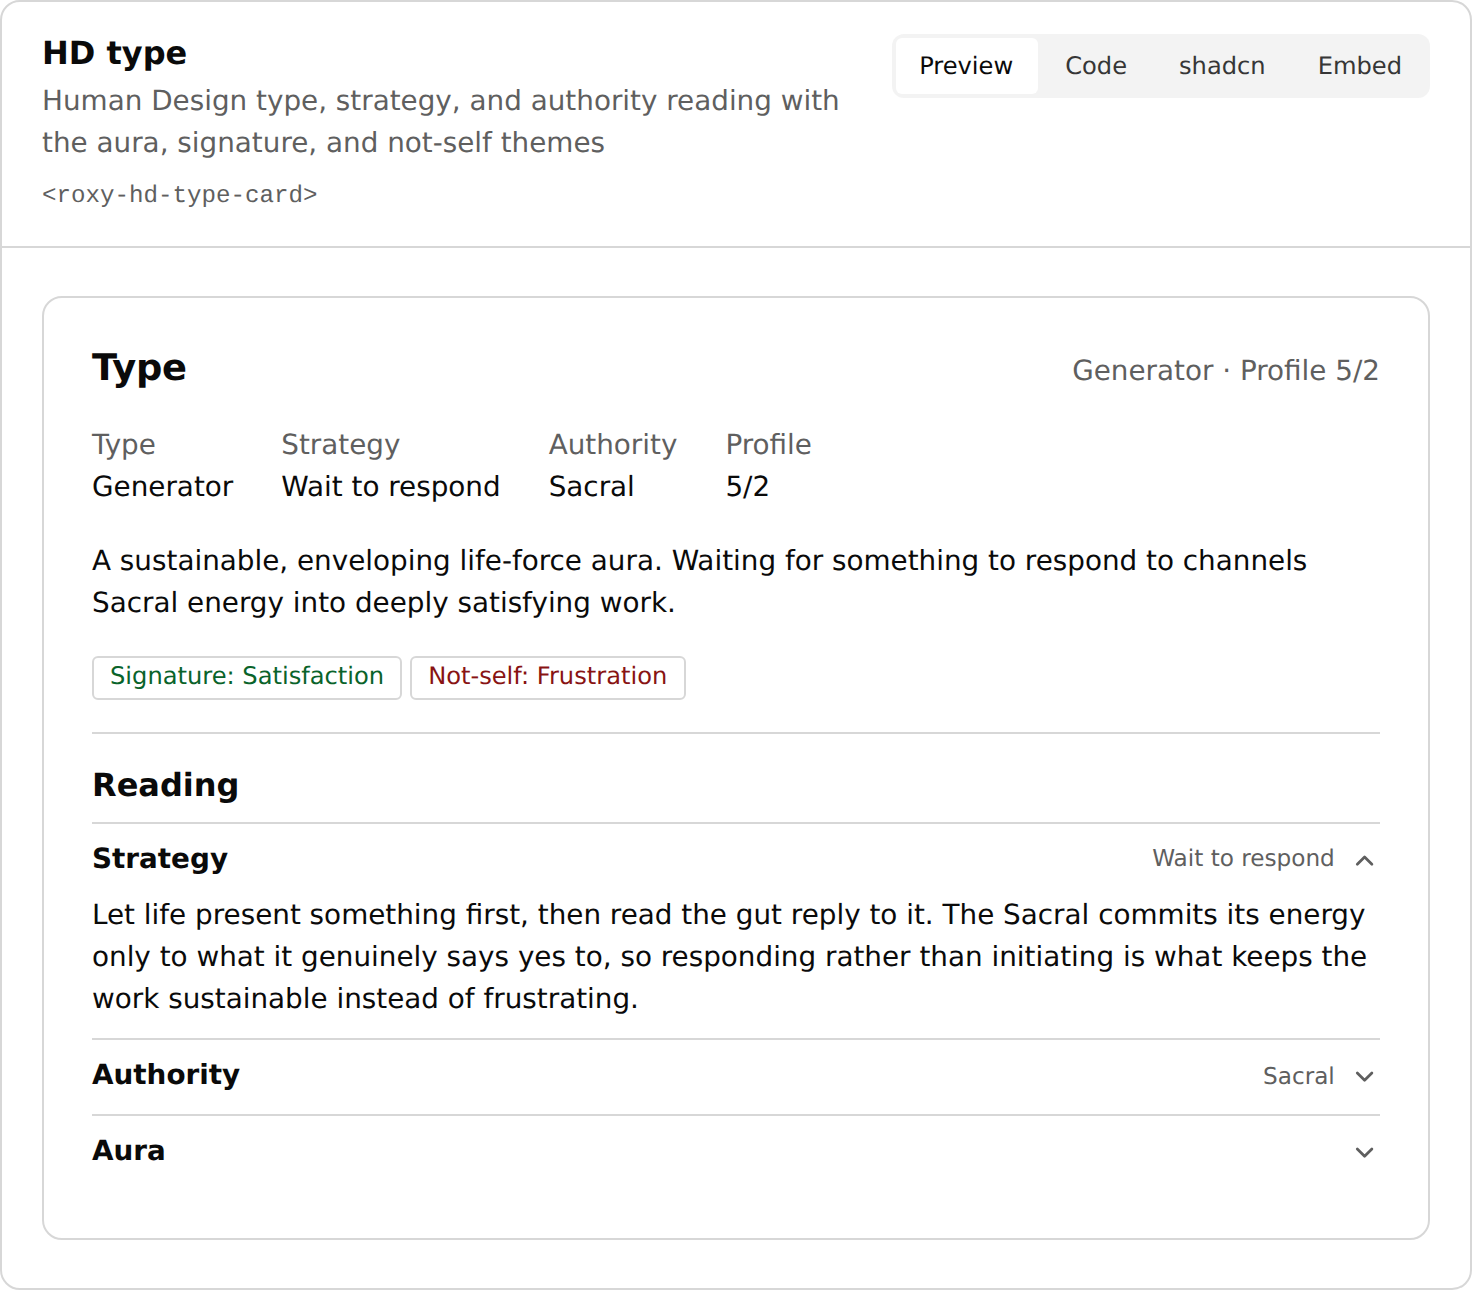 HD type
Human Design type, strategy, and authority reading with
the aura, signature, and not-self themes
<roxy-hd-type-card>
Preview Code shadcn Embed
Type
Generator · Profile 5/2
Type Strategy Authority Profile
Generator Wait to respond Sacral 5/2
A sustainable, enveloping life-force aura. Waiting for something to respond to channels
Sacral energy into deeply satisfying work.
Signature: Satisfaction Not-self: Frustration
Reading
Strategy Wait to respond
Let life present something first, then read the gut reply to it. The Sacral commits its energy
only to what it genuinely says yes to, so responding rather than initiating is what keeps the
work sustainable instead of frustrating.
Authority Sacral
Aura